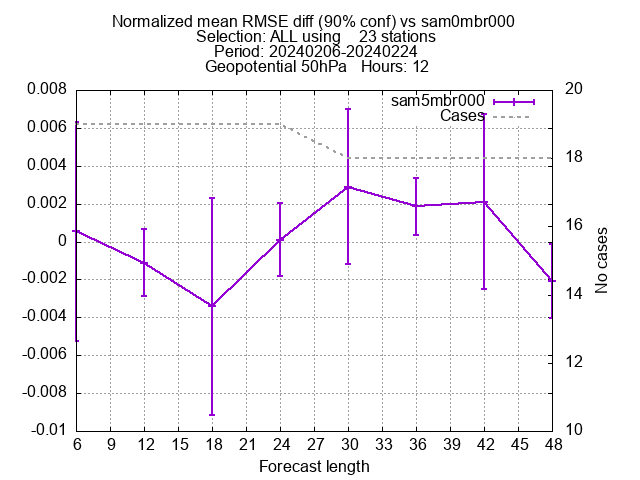 Normalized mean RMSE diff (90% conf) vs sam0mbr000
Selection: ALL using    23 stations
Period: 20240206-20240224
Geopotential 50hPa   Hours: 12
sam5mbr000
Cases
0.008
0.006
0.004
0.002
0
-0.002
-0.004
-0.006
-0.008
-0.01
20
18
16
14
12
10
No cases
6 9 12 15 18 21 24 27 30 33 36 39 42 45 48
Forecast length